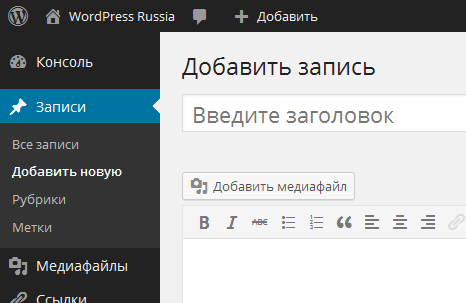 WordPress Russia
Добавить
Консоль
Записи
Все записи
Добавить новую
Рубрики
Метки
Медиафайлы
Ссылки
Добавить запись
Введите заголовок
Добавить медиафайл
B I ABC